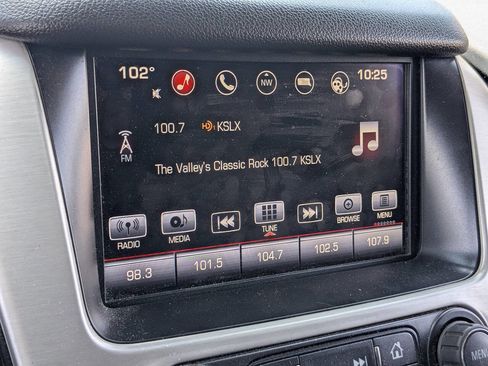 102° NW 10:25
100.7 KSLX
FM
The Valley's Classic Rock 100.7 KSLX
RADIO MEDIA TUNE BROWSE MENU
98.3 101.5 104.7 102.5 107.9
MENU